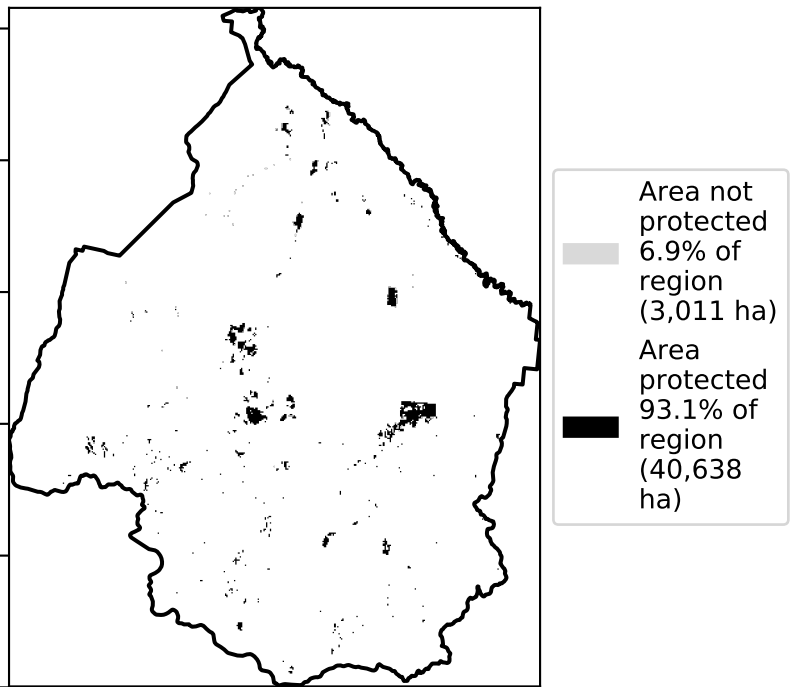 Area not
protected
6.9% of
region
(3,011 ha)
Area
protected
93.1% of
region
(40,638
ha)